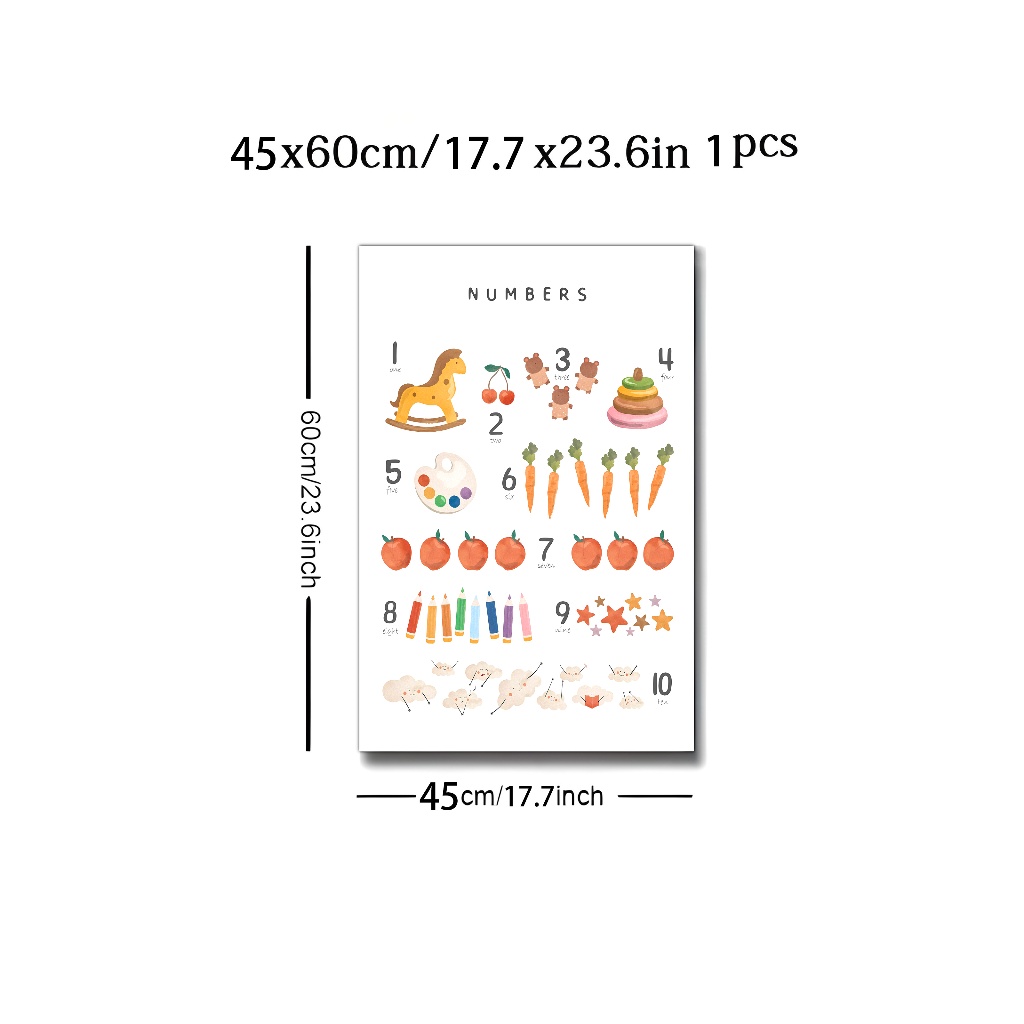 45x60cm/17.7 x23.6in 1pcs
NUMBERS
1
one
2
two
3
three
4
four
5
five
6
six
7
seven
8
eight
9
nine
10
ten
60cm/23.6inch
45cm/17.7inch